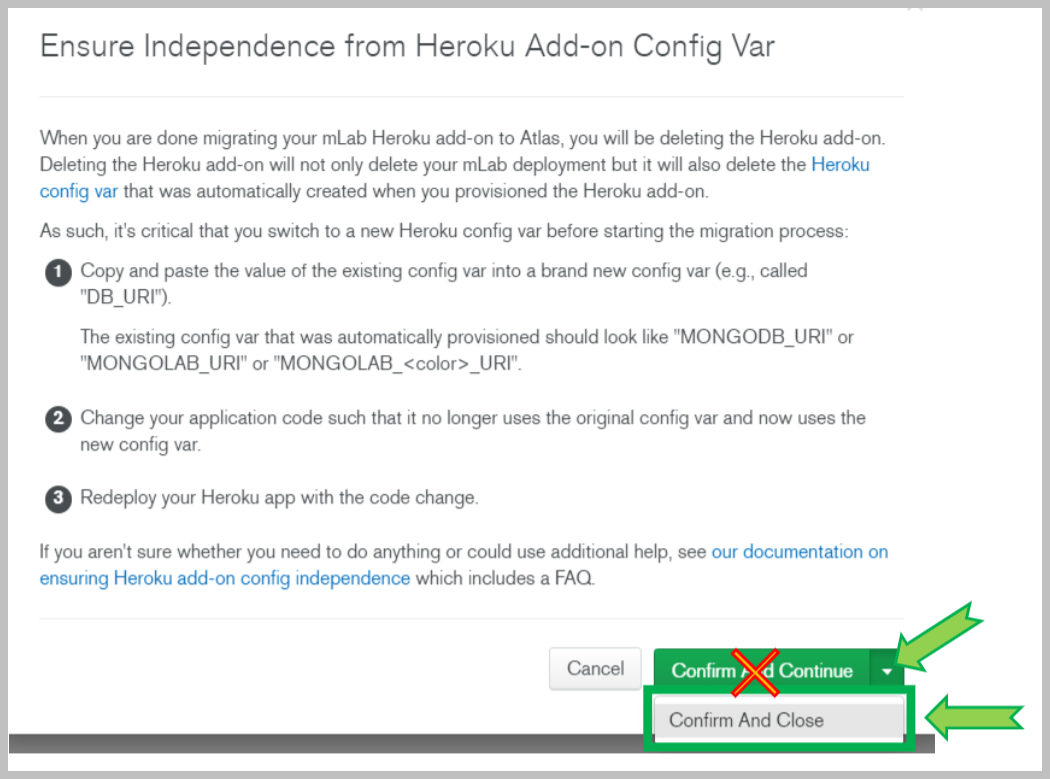 Ensure Independence from Heroku Add-on Config Var
When you are done migrating your mLab Heroku add-on to Atlas, you will be deleting the Heroku add-on.
Deleting the Heroku add-on will not only delete your mLab deployment but it will also delete the Heroku
config var that was automatically created when you provisioned the Heroku add-on.
As such, it's critical that you switch to a new Heroku config var before starting the migration process:
1 Copy and paste the value of the existing config var into a brand new config var (e.g., called
"DB_URI").
The existing config var that was automatically provisioned should look like "MONGODB_URI" or
"MONGOLAB_URI" or "MONGOLAB_<color>_URI".
2 Change your application code such that it no longer uses the original config var and now uses the
new config var.
3 Redeploy your Heroku app with the code change.
If you aren't sure whether you need to do anything or could use additional help, see our documentation on
ensuring Heroku add-on config independence which includes a FAQ.
Cancel Confirm And Continue
Confirm And Close